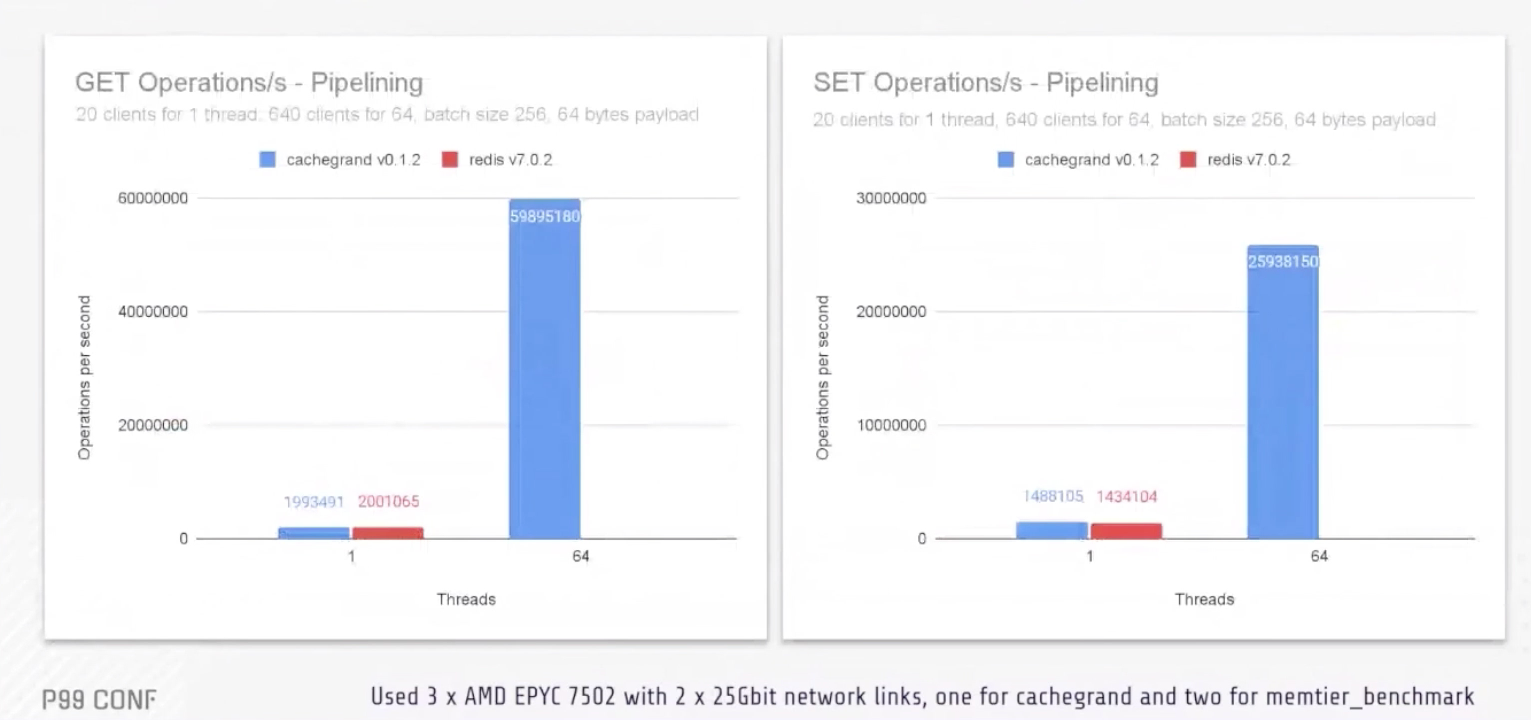 GET Operations/s - Pipelining
20 clients for 1 thread, 640 clients for 64, batch size 256, 64 bytes payload
cachegrand v0.1.2 redis v7.0.2
60000000
40000000
20000000
0
Operations per second
59895180
1993491 2001065
1 64
Threads
SET Operations/s - Pipelining
20 clients for 1 thread, 640 clients for 64, batch size 256, 64 bytes payload
cachegrand v0.1.2 redis v7.0.2
30000000
20000000
10000000
0
Operations per second
25938150
1488105 1434104
1 64
Threads
P99 CONF
Used 3 x AMD EPYC 7502 with 2 x 25Gbit network links, one for cachegrand and two for memtier_benchmark